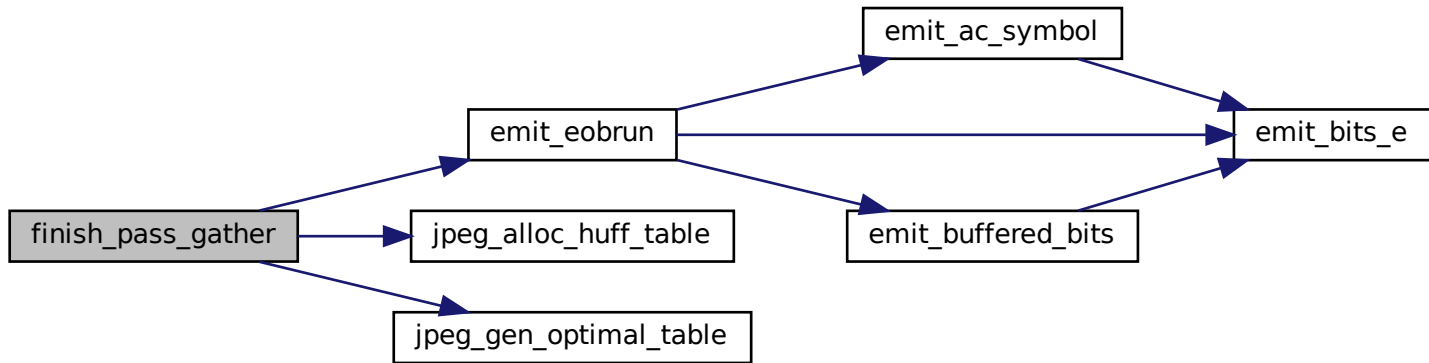 finish_pass_gather
emit_eobrun
jpeg_alloc_huff_table
jpeg_gen_optimal_table
emit_ac_symbol
emit_buffered_bits
emit_bits_e